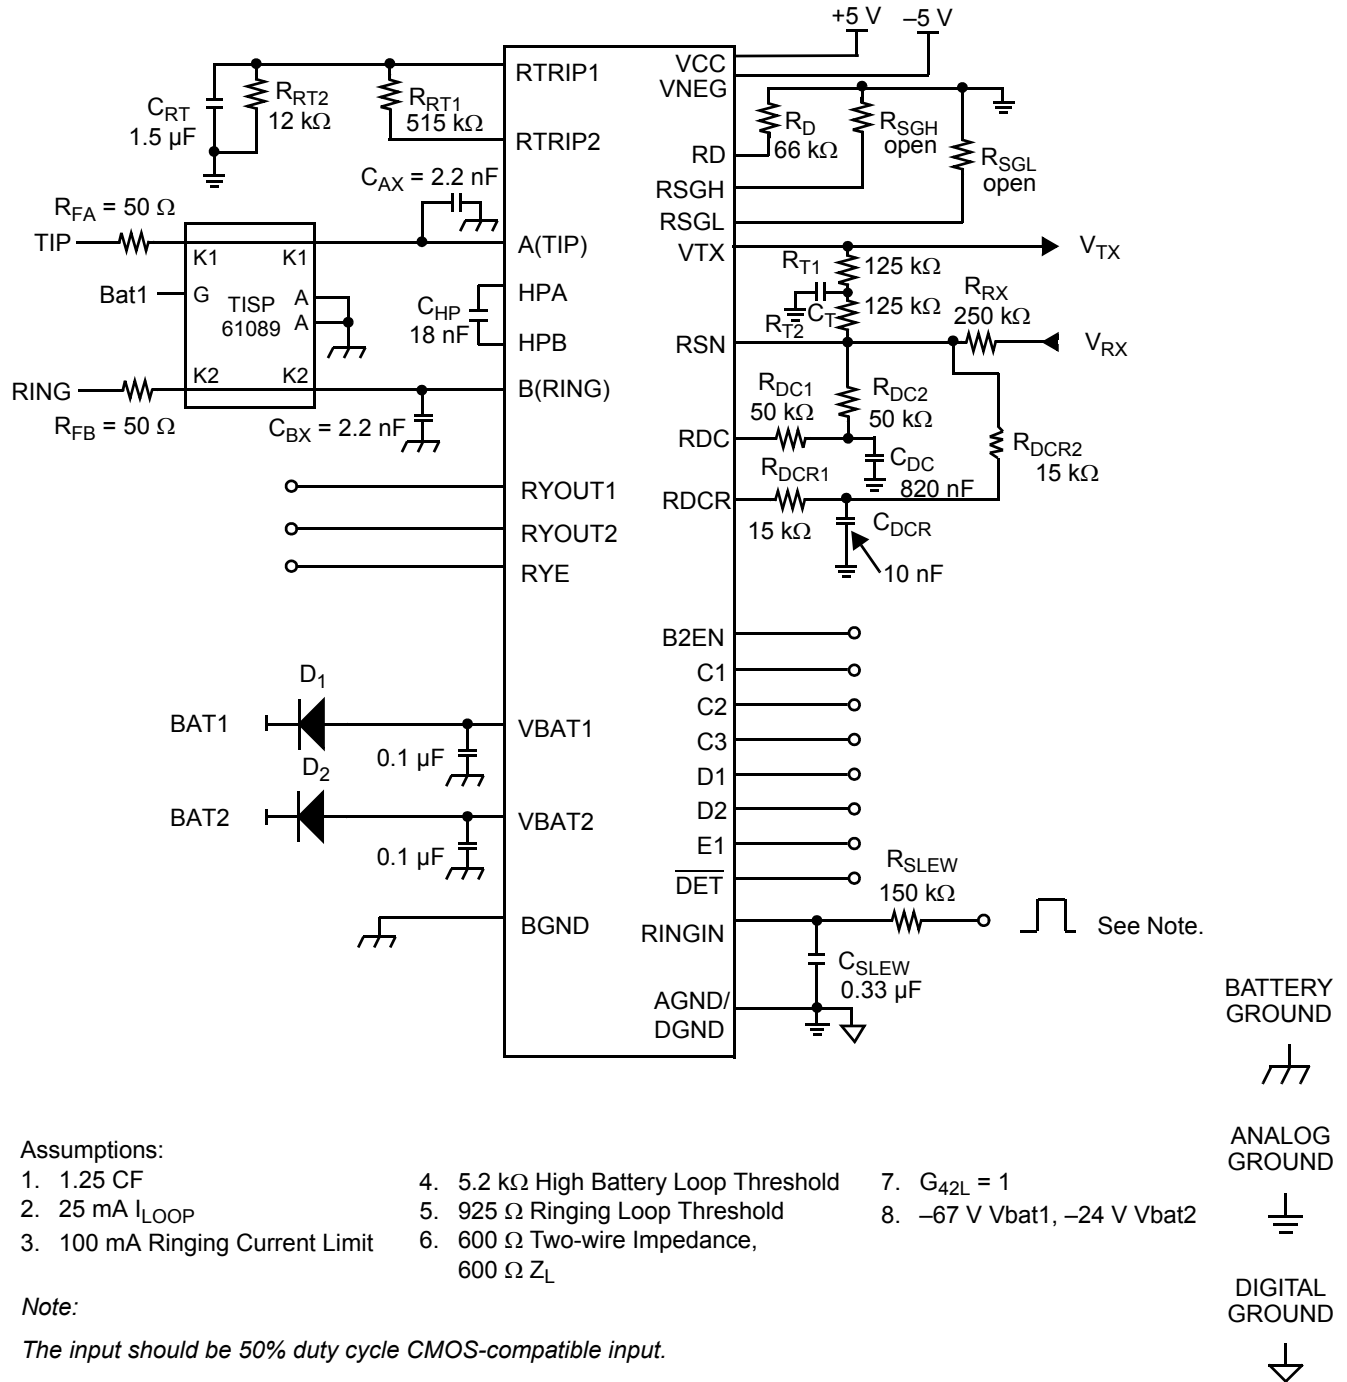 +5 V
–5 V
RTRIP1
VCC
VNEG
C_RT
1.5 µF
R_RT2
12 kΩ
R_RT1
515 kΩ
RTRIP2
R_D
66 kΩ
R_SGH
open
R_SGL
open
RD
RSGH
RSGL
C_AX = 2.2 nF
R_FA = 50 Ω
TIP
K1
K1
A(TIP)
VTX
V_TX
R_T1
125 kΩ
Bat1
G
TISP
61089
A
A
HPA
C_HP
18 nF
HPB
C_T
R_T2
125 kΩ
R_RX
250 kΩ
RSN
V_RX
RING
K2
K2
B(RING)
R_FB = 50 Ω
C_BX = 2.2 nF
R_DC1
50 kΩ
R_DC2
50 kΩ
RDC
C_DC
820 nF
R_DCR2
15 kΩ
R_DCR1
15 kΩ
RDCR
C_DCR
10 nF
RYOUT1
RYOUT2
RYE
B2EN
C1
C2
C3
D1
D2
E1
DET
D_1
BAT1
0.1 µF
VBAT1
D_2
BAT2
0.1 µF
VBAT2
R_SLEW
150 kΩ
BGND
RINGIN
See Note.
C_SLEW
0.33 µF
AGND/
DGND
BATTERY
GROUND
ANALOG
GROUND
DIGITAL
GROUND
Assumptions:
1. 1.25 CF
2. 25 mA I_LOOP
3. 100 mA Ringing Current Limit
4. 5.2 kΩ High Battery Loop Threshold
5. 925 Ω Ringing Loop Threshold
6. 600 Ω Two-wire Impedance,
600 Ω Z_L
7. G_42L = 1
8. –67 V Vbat1, –24 V Vbat2
Note:
The input should be 50% duty cycle CMOS-compatible input.